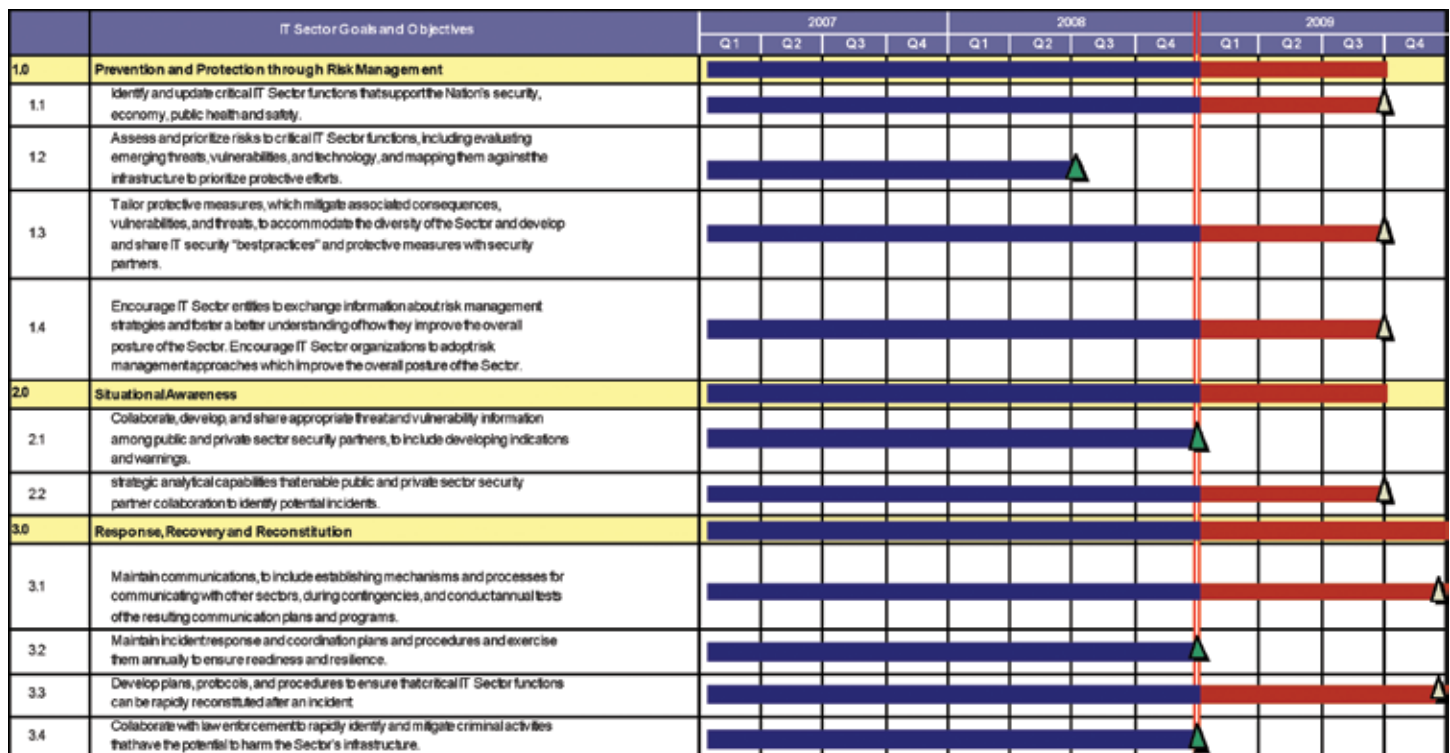 IT Sector Goals and Objectives
2007 2008 2009
Q1 Q2 Q3 Q4 Q1 Q2 Q3 Q4 Q1 Q2 Q3 Q4
1.0 Prevention and Protection through Risk Management
1.1 Identify and update critical IT Sector functions that support the Nation's security,
economy, public health and safety.
1.2 Assess and prioritize risks to critical IT Sector functions, including evaluating
emerging threats, vulnerabilities, and technology, and mapping them against the
infrastructure to prioritize protective efforts.
1.3 Tailor protective measures, which mitigate associated consequences,
vulnerabilities, and threats, to accommodate the diversity of the Sector and develop
and share IT security "best practices" and protective measures with security
partners.
1.4 Encourage IT Sector entities to exchange information about risk management
strategies and foster a better understanding of how they improve the overall
posture of the Sector. Encourage IT Sector organizations to adopt risk
management approaches which improve the overall posture of the Sector.
2.0 Situational Awareness
2.1 Collaborate, develop, and share appropriate threat and vulnerability information
among public and private sector security partners, to include developing indications
and warnings.
2.2 strategic analytical capabilities that enable public and private sector security
partner collaboration to identify potential incidents.
3.0 Response, Recovery and Reconstitution
3.1 Maintain communications, to include establishing mechanisms and processes for
communicating with other sectors, during contingencies, and conduct annual tests
of the resulting communication plans and programs.
3.2 Maintain incident response and coordination plans and procedures and exercise
them annually to ensure readiness and resilience.
3.3 Develop plans, protocols, and procedures to ensure that critical IT Sector functions
can be rapidly reconstituted after an incident
3.4 Collaborate with law enforcement to rapidly identify and mitigate criminal activities
that have the potential to harm the Sector's infrastructure.